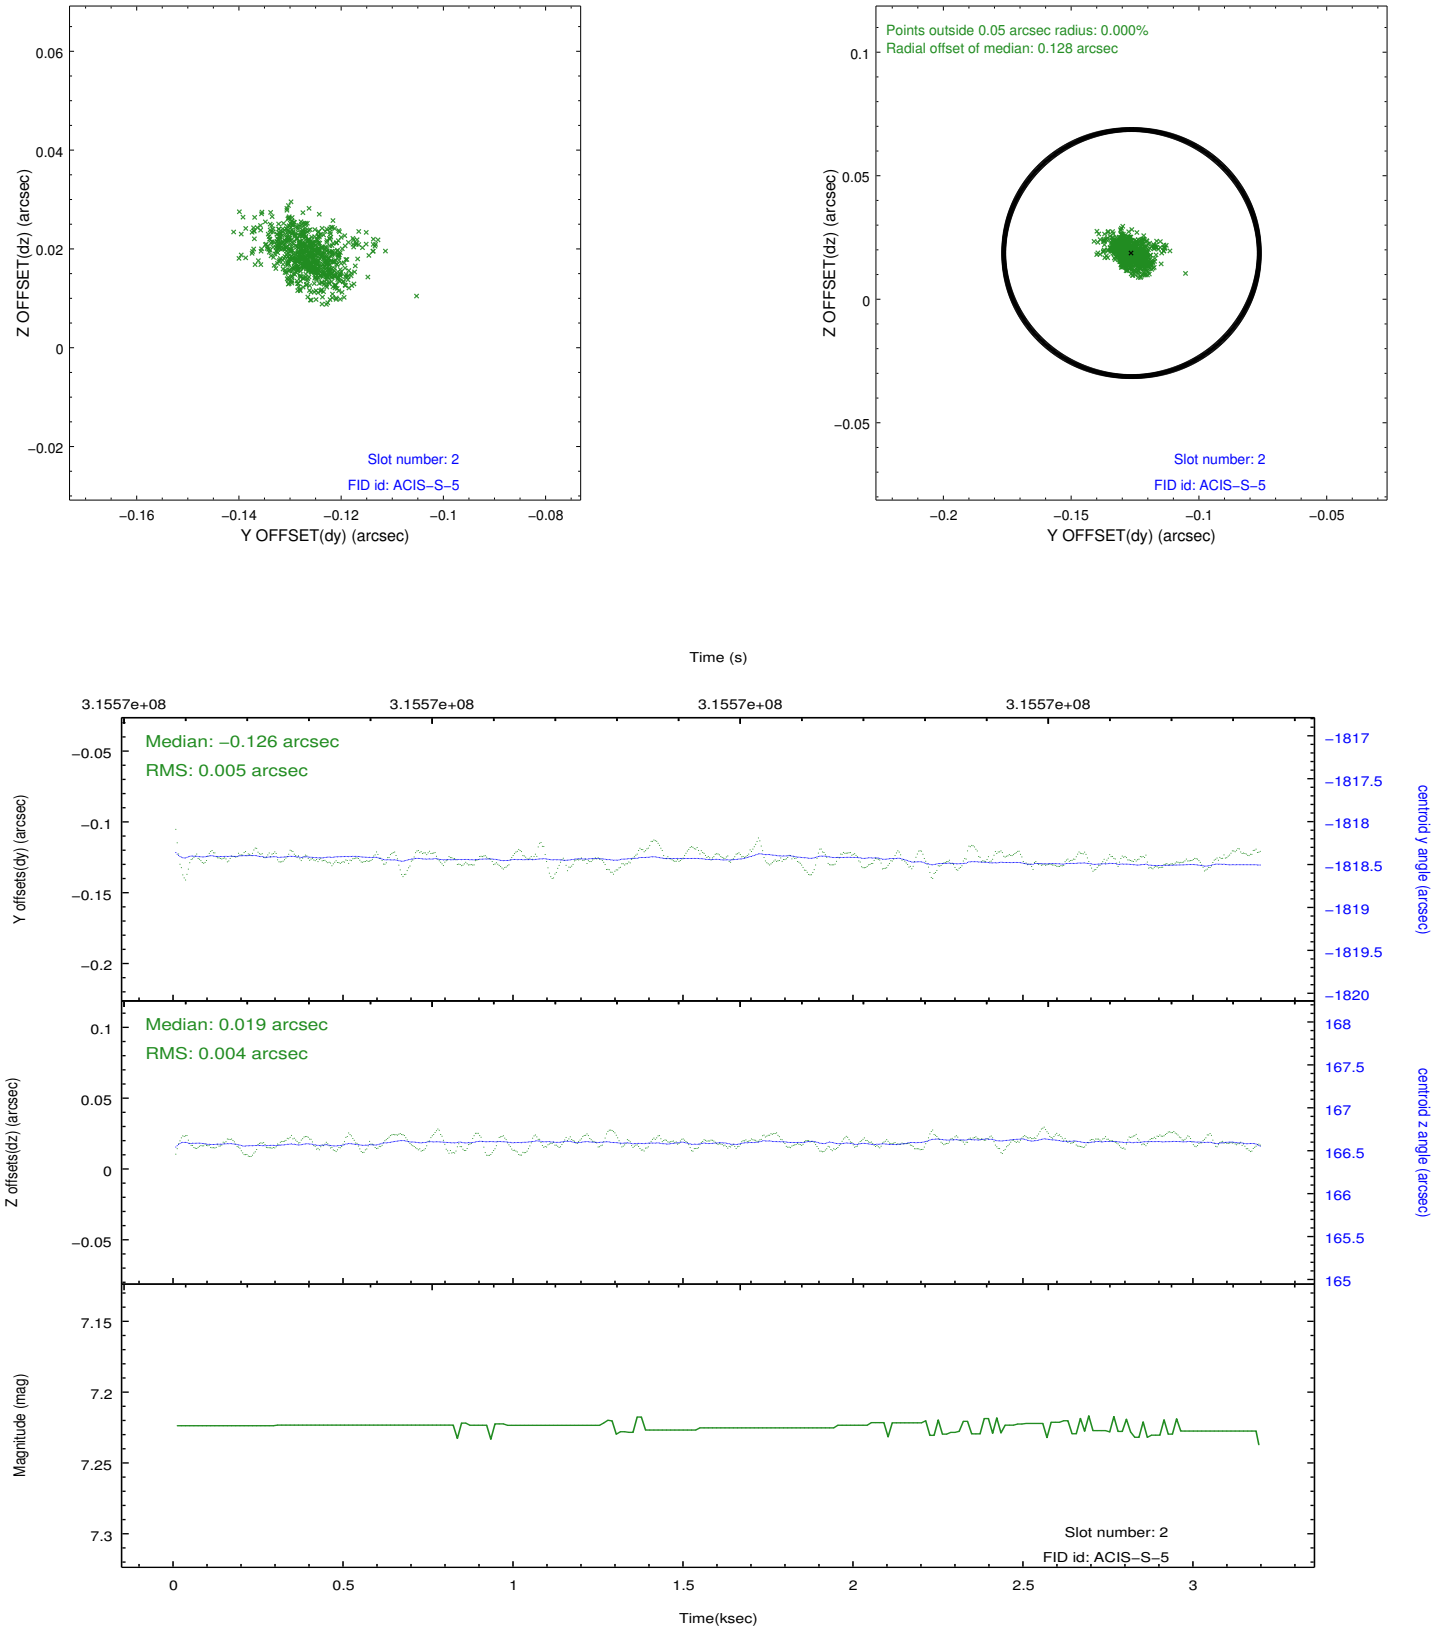 0.06
0.04
0.02
0
−0.02
Z OFFSET(dz) (arcsec)
Slot number: 2
FID id: ACIS−S−5
−0.16
−0.14
−0.12
−0.1
−0.08
Y OFFSET(dy) (arcsec)
Points outside 0.05 arcsec radius: 0.000%
Radial offset of median: 0.128 arcsec
0.1
0.05
0
−0.05
Z OFFSET(dz) (arcsec)
Slot number: 2
FID id: ACIS−S−5
−0.2
−0.15
−0.1
−0.05
Y OFFSET(dy) (arcsec)
Time (s)
3.1557e+08
3.1557e+08
3.1557e+08
3.1557e+08
Median: −0.126 arcsec
RMS: 0.005 arcsec
−0.05
−0.1
−0.15
−0.2
Y offsets(dy) (arcsec)
−1817
−1817.5
−1818
−1818.5
−1819
−1819.5
−1820
centroid y angle (arcsec)
Median: 0.019 arcsec
RMS: 0.004 arcsec
0.1
0.05
0
−0.05
Z offsets(dz) (arcsec)
168
167.5
167
166.5
166
165.5
165
centroid z angle (arcsec)
7.15
7.2
7.25
7.3
Magnitude (mag)
Slot number: 2
FID id: ACIS−S−5
0
0.5
1
1.5
2
2.5
3
Time(ksec)